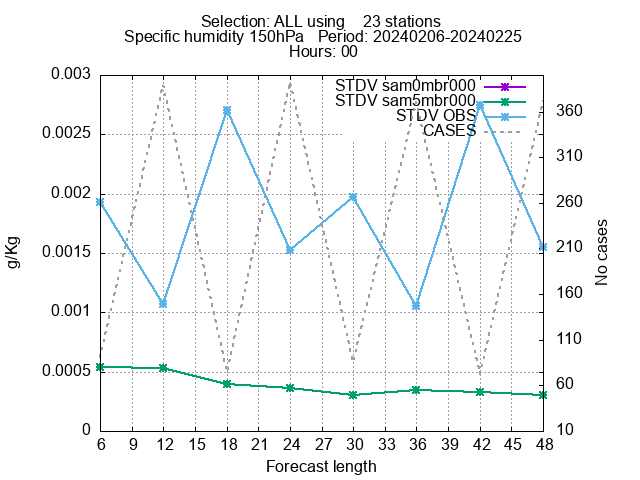 Selection: ALL using    23 stations
Specific humidity 150hPa   Period: 20240206-20240225
Hours: 00
STDV sam0mbr000
STDV sam5mbr000
STDV OBS
CASES
g/Kg
0.003
0.0025
0.002
0.0015
0.001
0.0005
0
No cases
360
310
260
210
160
110
60
10
6 9 12 15 18 21 24 27 30 33 36 39 42 45 48
Forecast length